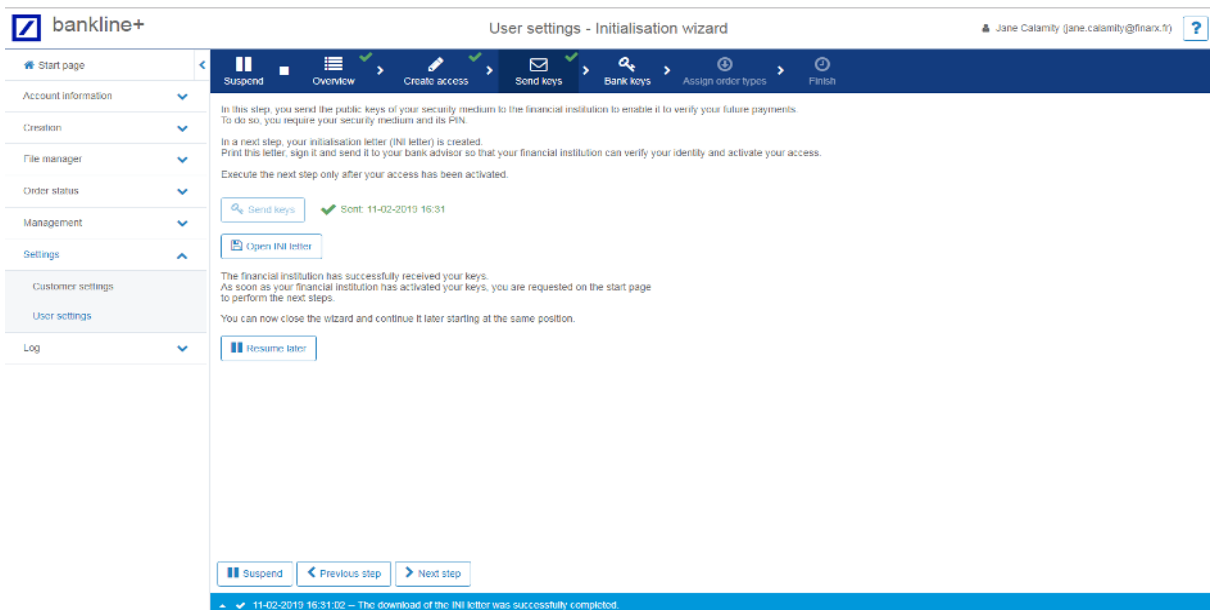 bankline+
User settings - Initialisation wizard
Jane Calamity (jane.calamity@finarx.fr)
?
Start page
Account information
Creation
File manager
Order status
Management
Settings
Customer settings
User settings
Log
Suspend
Overview
Create access
Send keys
Bank keys
Assign order types
Finish
In this step, you send the public keys of your security medium to the financial institution to enable it to verify your future payments.
To do so, you require your security medium and its PIN.
In a next step, your initialisation letter (INI letter) is created.
Print this letter, sign it and send it to your bank advisor so that your financial institution can verify your identity and activate your access.
Execute the next step only after your access has been activated.
Send keys
Sent: 11-02-2019 16:31
Open INI letter
The financial institution has successfully received your keys.
As soon as your financial institution has activated your keys, you are requested on the start page
to perform the next steps.
You can now close the wizard and continue it later starting at the same position.
Resume later
Suspend
Previous step
Next step
11-02-2019 16:31:02 -- The download of the INI letter was successfully completed.